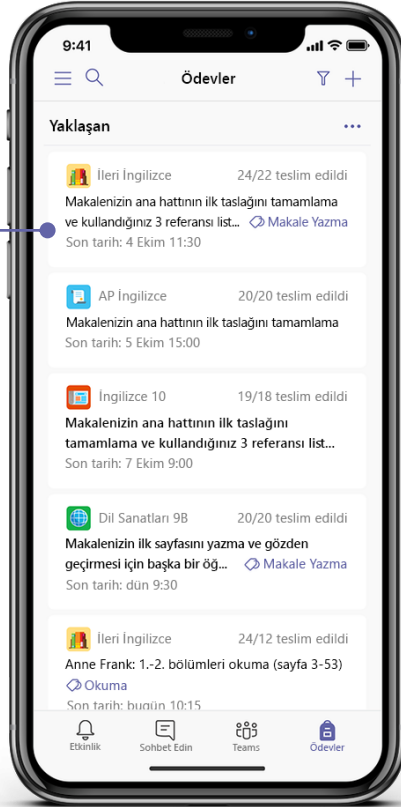 9:41
Ödevler
Yaklaşan
İleri İngilizce 24/22 teslim edildi
Makalenizin ana hattının ilk taslağını tamamlama
ve kullandığınız 3 referansı list... Makale Yazma
Son tarih: 4 Ekim 11:30
AP İngilizce 20/20 teslim edildi
Makalenizin ana hattının ilk taslağını tamamlama
Son tarih: 5 Ekim 15:00
İngilizce 10 19/18 teslim edildi
Makalenizin ana hattının ilk taslağını
tamamlama ve kullandığınız 3 referansı list...
Son tarih: 7 Ekim 9:00
Dil Sanatları 9B 20/20 teslim edildi
Makalenizin ilk sayfasını yazma ve gözden
geçirmesi için başka bir öğ... Makale Yazma
Son tarih: dün 9:30
İleri İngilizce 24/12 teslim edildi
Anne Frank: 1.-2. bölümleri okuma (sayfa 3-53)
Okuma
Son tarih: bugün 10:15
Etkinlik Sohbet Edin Teams Ödevler